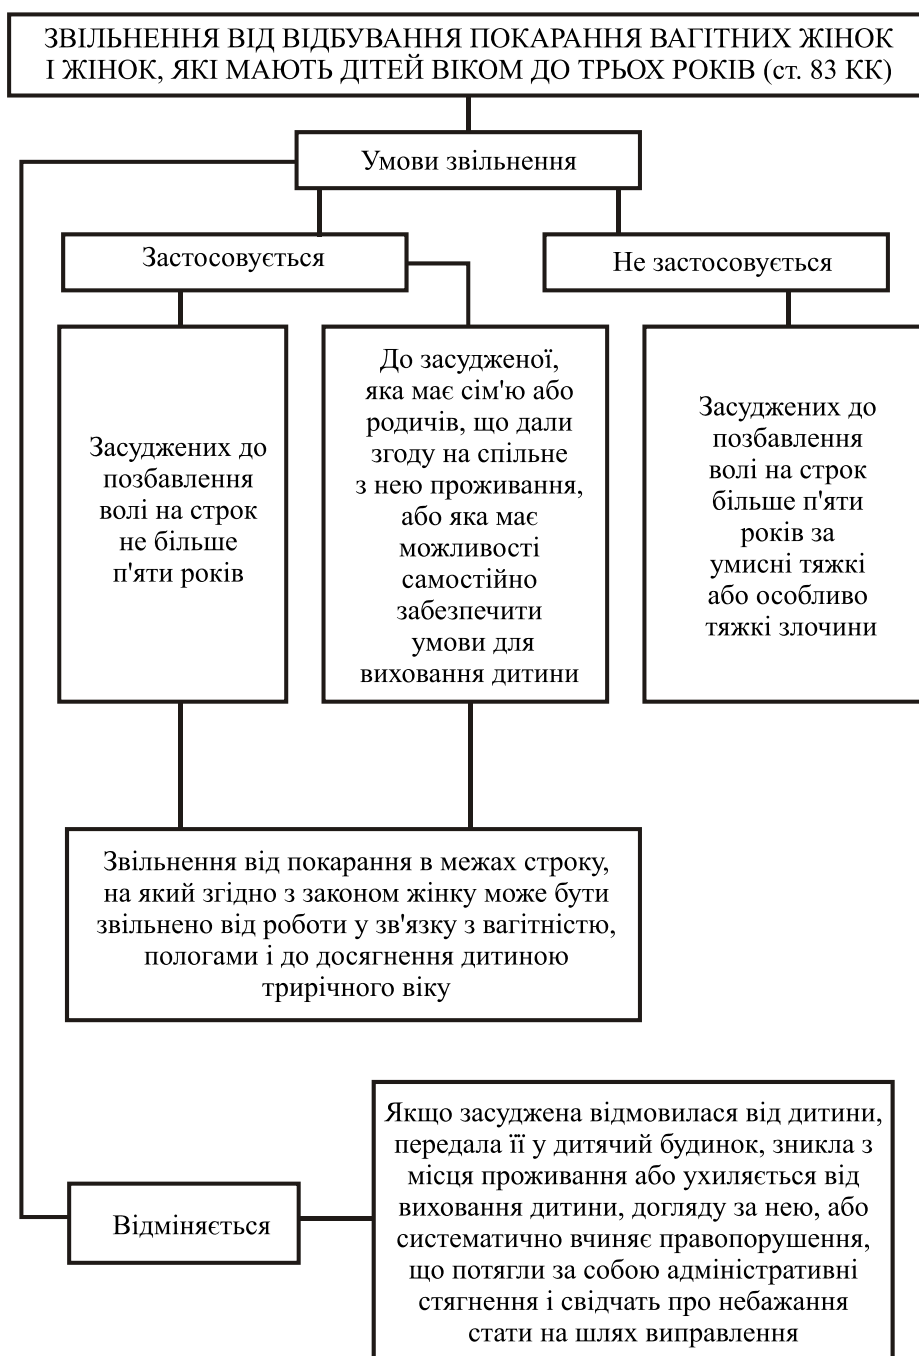 ЗВІЛЬНЕННЯ ВІД ВІДБУВАННЯ ПОКАРАННЯ ВАГІТНИХ ЖІНОК
І ЖІНОК, ЯКІ МАЮТЬ ДІТЕЙ ВІКОМ ДО ТРЬОХ РОКІВ (ст. 83 КК)
Умови звільнення
Застосовується
Не застосовується
Засуджених до
позбавлення
волі на строк
не більше
п'яти років
До засудженої,
яка має сім'ю або
родичів, що дали
згоду на спільне
з нею проживання,
або яка має
можливості
самостійно
забезпечити
умови для
виховання дитини
Засуджених до
позбавлення
волі на строк
більше п'яти
років за
умисні тяжкі
або особливо
тяжкі злочини
Звільнення від покарання в межах строку,
на який згідно з законом жінку може бути
звільнено від роботи у зв'язку з вагітністю,
пологами і до досягнення дитиною
трирічного віку
Відміняється
Якщо засуджена відмовилася від дитини,
передала її у дитячий будинок, зникла з
місця проживання або ухиляється від
виховання дитини, догляду за нею, або
систематично вчиняє правопорушення,
що потягли за собою адміністративні
стягнення і свідчать про небажання
стати на шлях виправлення